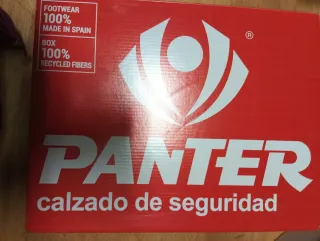 FOOTWEAR
100%
MADE IN SPAIN
BOX
100%
RECYCLED FIBERS
®
PANTER
calzado de seguridad